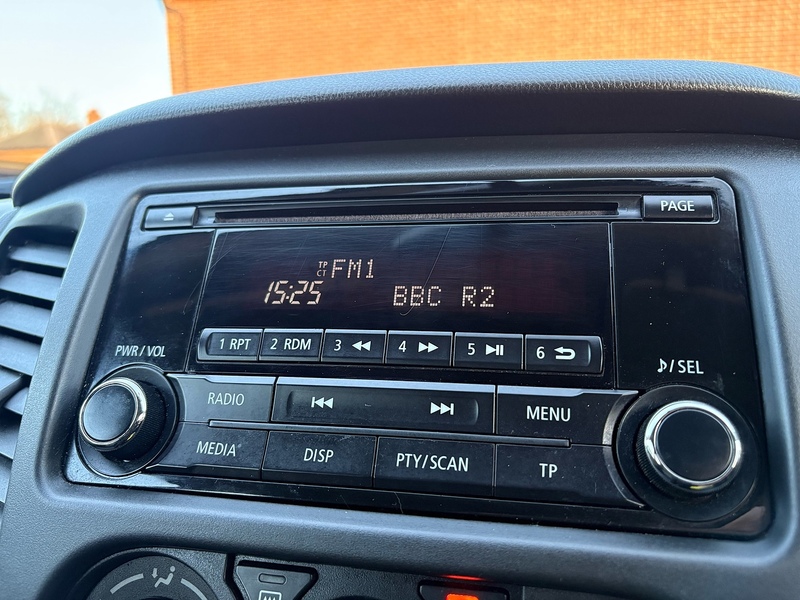 PAGE
TP
CT
FM1
15:25 BBC R2
1 RPT 2 RDM 3 4 5 6
PWR / VOL
/ SEL
RADIO MENU
MEDIA DISP PTY/SCAN TP